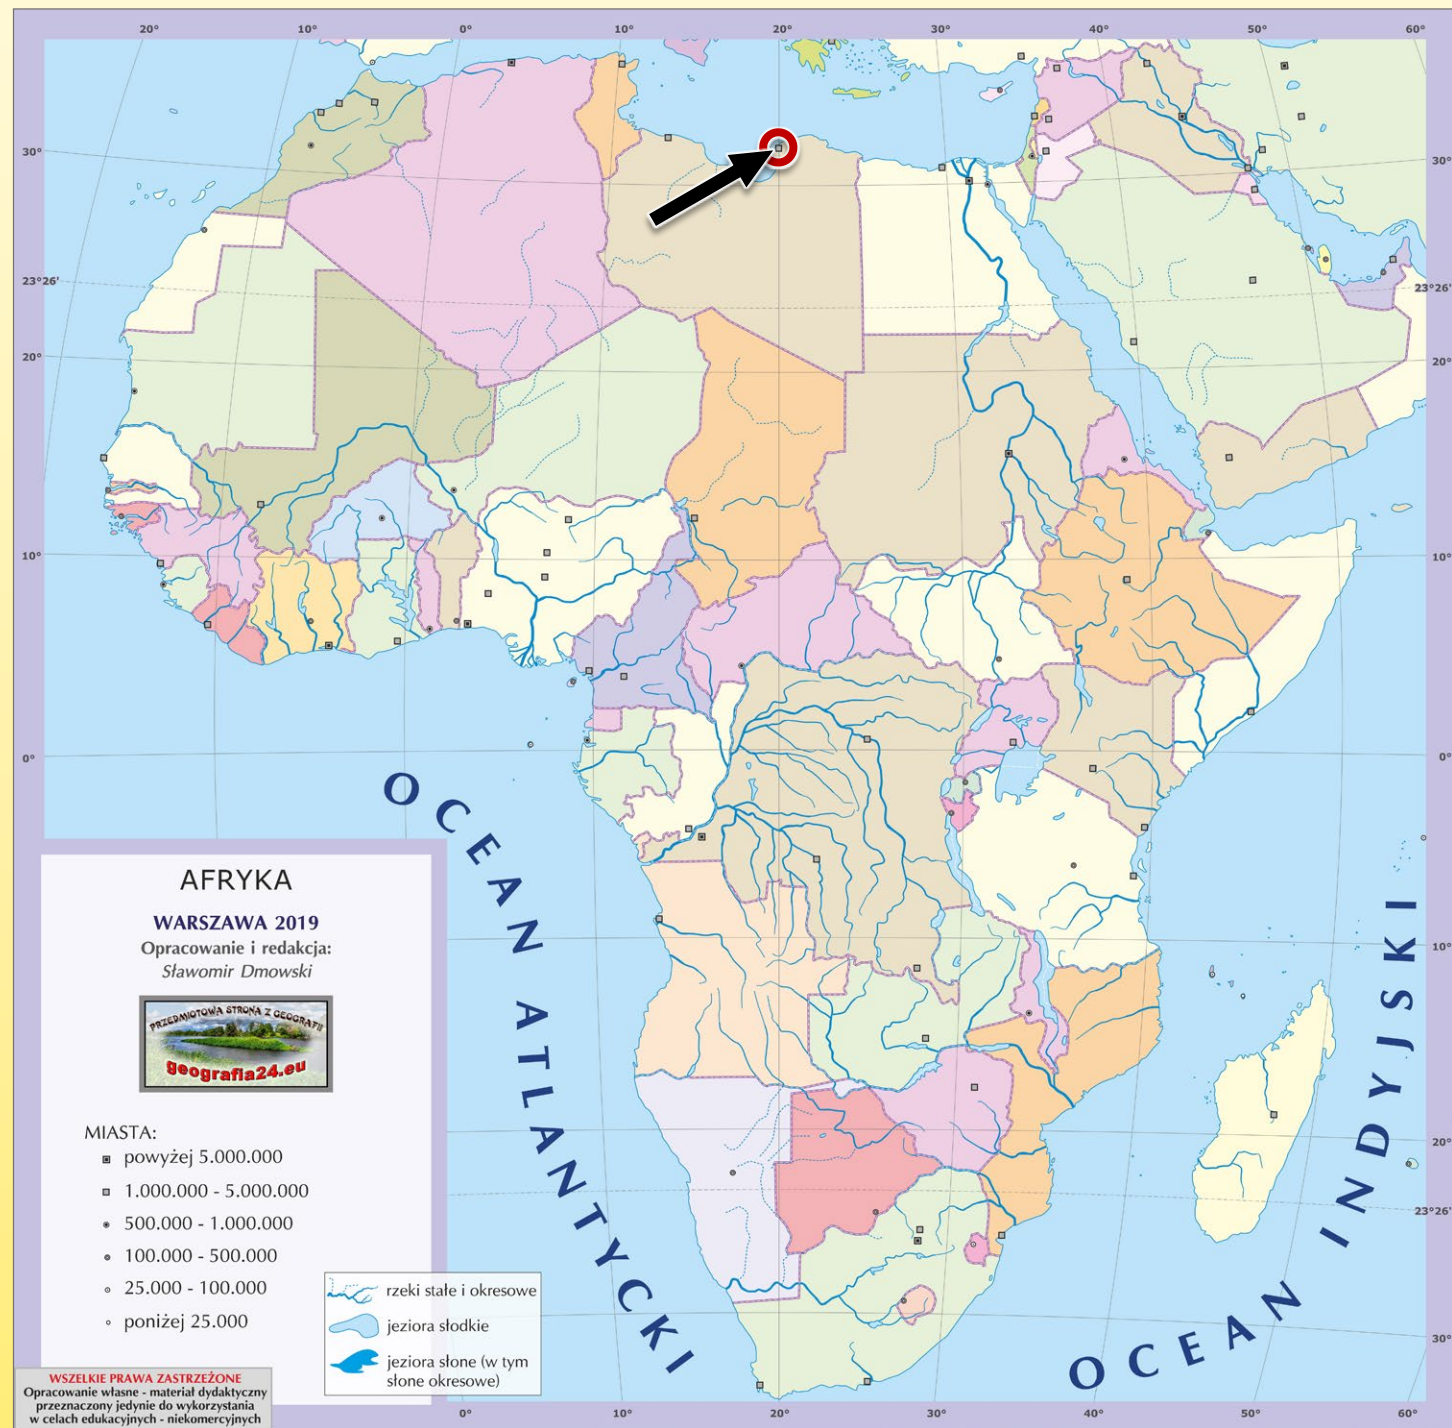 20° 10° 0° 10° 20° 30° 40° 50° 60°
30° 30°
23°26' 23°26'
20° 20°
10° 10°
0° 0°
10°
20°
23°26'
30°
OCEAN ATLANTYCKI
OCEAN INDYJSKI
AFRYKA
WARSZAWA 2019
Opracowanie i redakcja:
Sławomir Dmowski
PRZEDMIOTOWA STRONA Z GEOGRAFII
geografia24.eu
MIASTA:
powyżej 5.000.000
1.000.000 - 5.000.000
500.000 - 1.000.000
100.000 - 500.000
25.000 - 100.000
poniżej 25.000
rzeki stałe i okresowe
jeziora słodkie
jeziora słone (w tym
słone okresowe)
WSZELKIE PRAWA ZASTRZEŻONE
Opracowanie własne - materiał dydaktyczny
przeznaczony jedynie do wykorzystania
w celach edukacyjnych - niekomercyjnych
0° 10° 20° 30° 40° 50° 60°